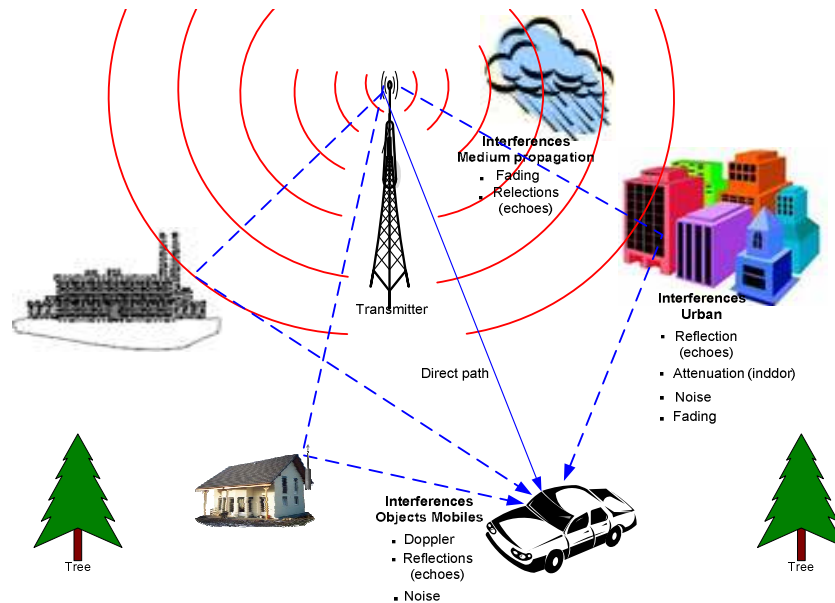 Interferences
Medium propagation
▪ Fading
▪ Relections
(echoes)
Transmitter
Interferences
Urban
▪ Reflection
(echoes)
▪ Attenuation (inddor)
▪ Noise
▪ Fading
Direct path
Interferences
Objects Mobiles
▪ Doppler
▪ Reflections
(echoes)
▪ Noise
Tree
Tree